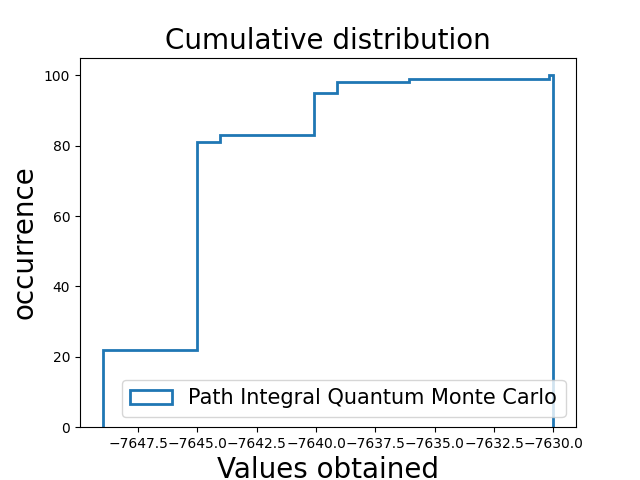 Cumulative distribution
100
80
60
40
20
0
occurrence
Path Integral Quantum Monte Carlo
−7647.5 −7645.0 −7642.5 −7640.0 −7637.5 −7635.0 −7632.5 −7630.0
Values obtained